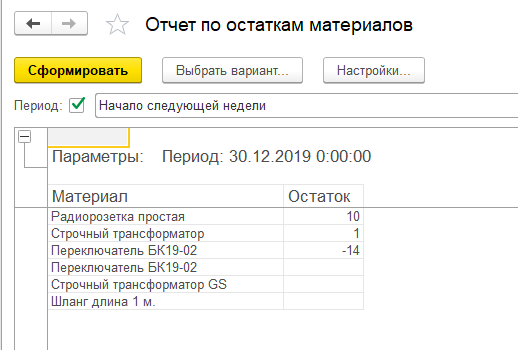 Отчет по остаткам материалов
Сформировать Выбрать вариант... Настройки...
Период: Начало следующей недели
Параметры: Период: 30.12.2019 0:00:00
Материал Остаток
Радиорозетка простая 10
Строчный трансформатор 1
Переключатель БК19-02 -14
Переключатель БК19-02
Строчный трансформатор GS
Шланг длина 1 м.